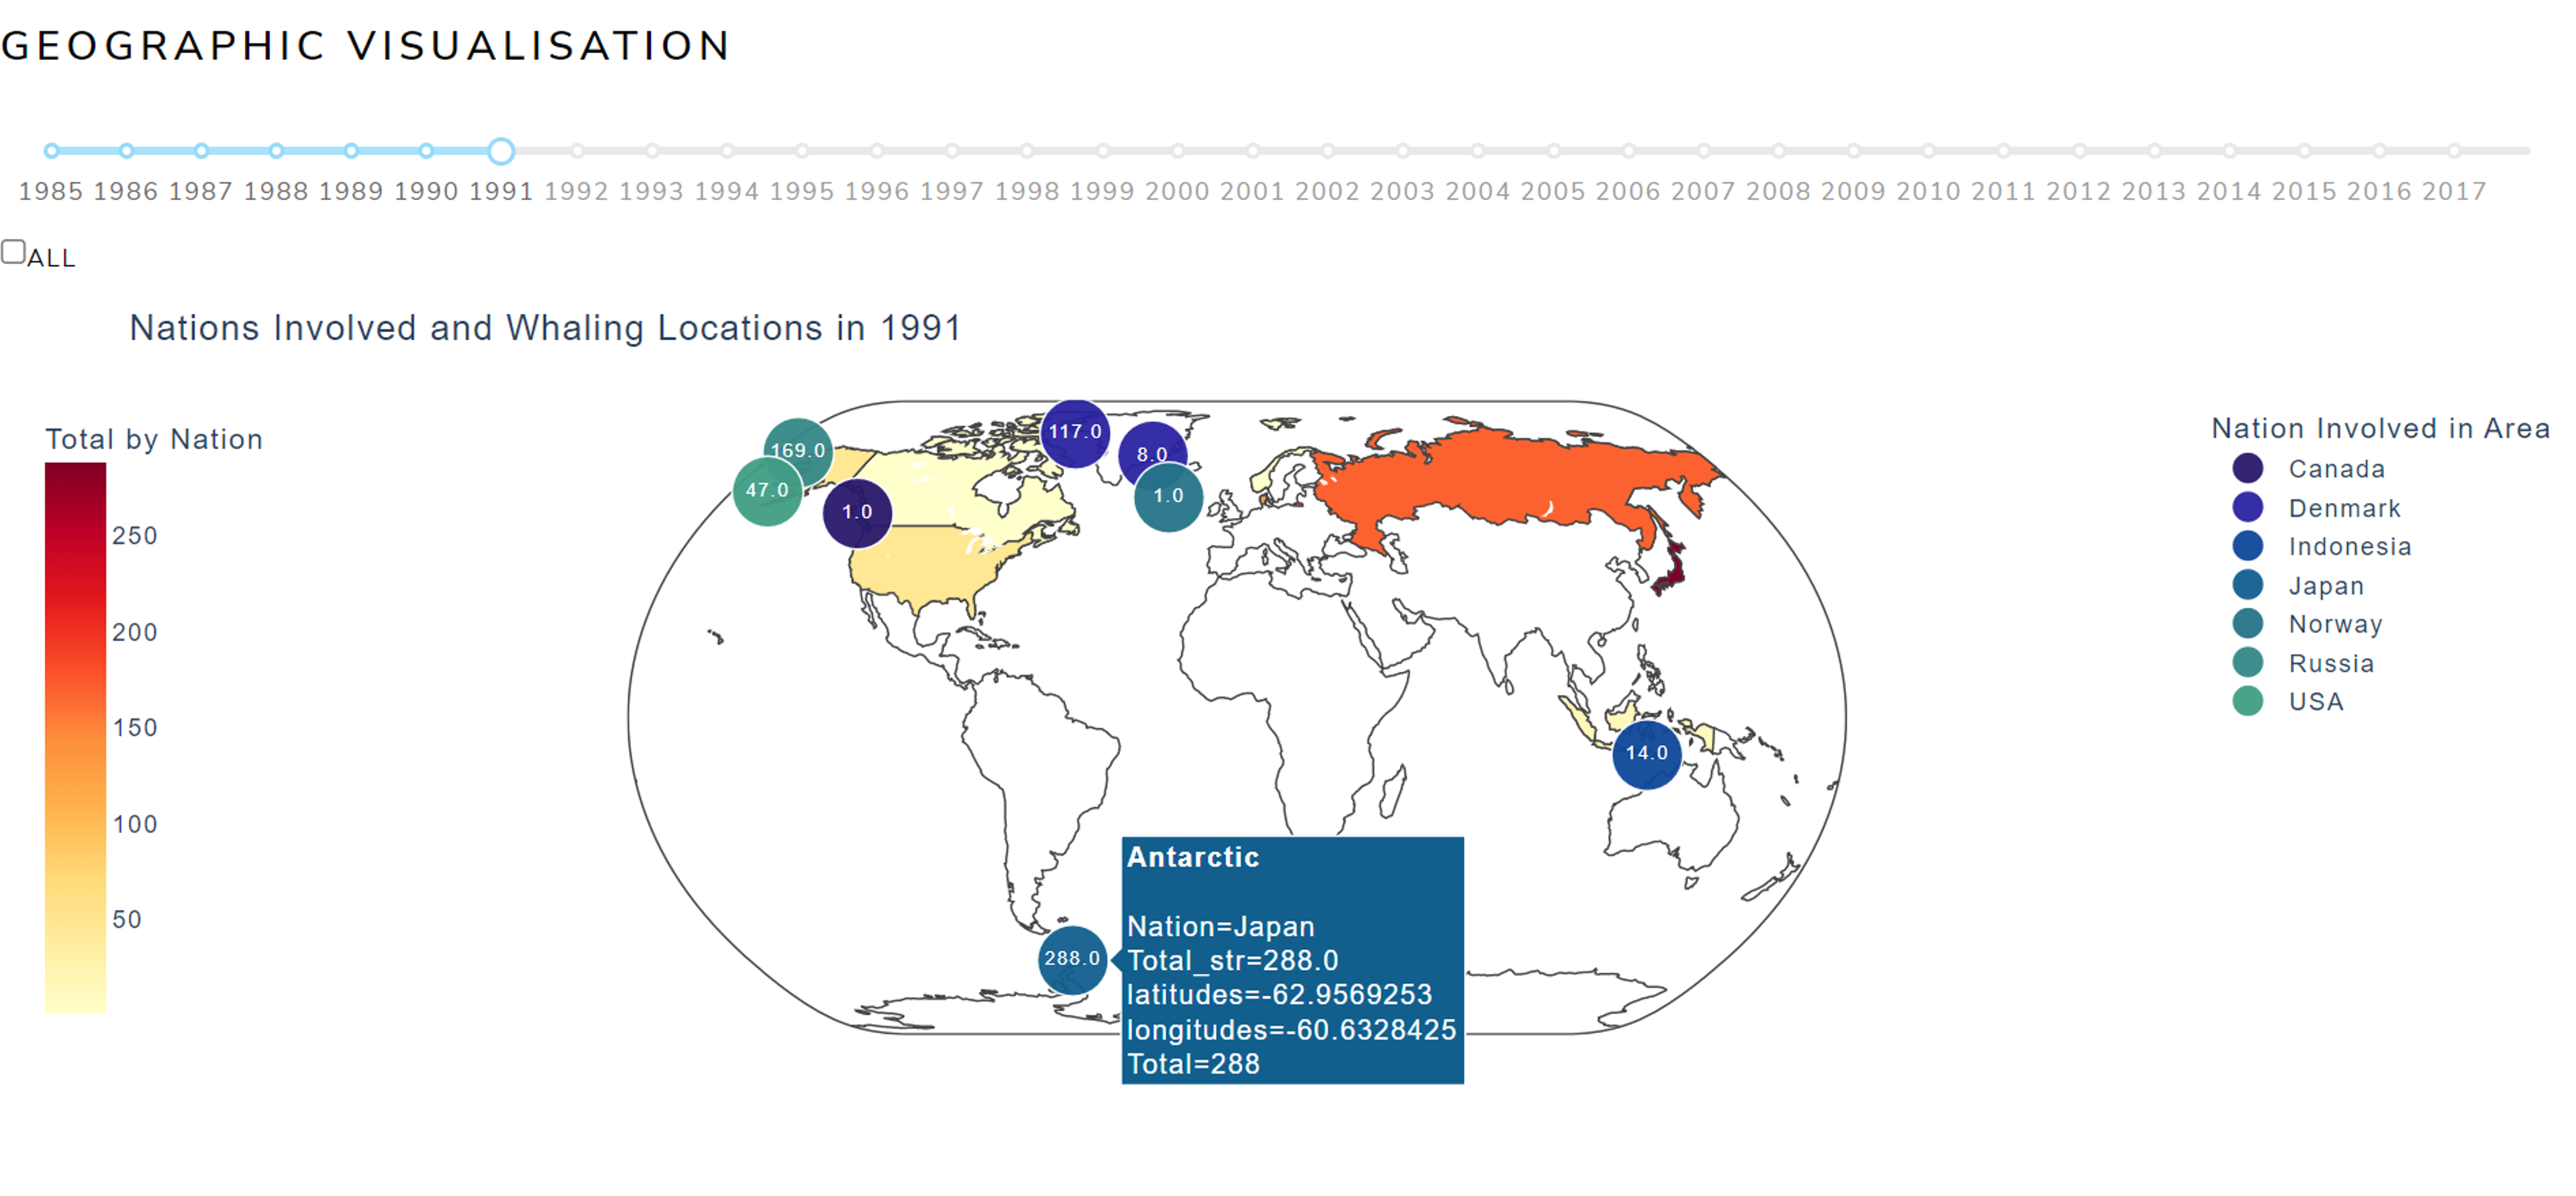 GEOGRAPHIC VISUALISATION
1985 1986 1987 1988 1989 1990 1991 1992 1993 1994 1995 1996 1997 1998 1999 2000 2001 2002 2003 2004 2005 2006 2007 2008 2009 2010 2011 2012 2013 2014 2015 2016 2017
ALL
Nations Involved and Whaling Locations in 1991
Total by Nation
250
200
150
100
50
169.0
47.0
1.0
117.0
8.0
1.0
14.0
288.0
Antarctic
Nation=Japan
Total_str=288.0
latitudes=-62.9569253
longitudes=-60.6328425
Total=288
Nation Involved in Area
Canada
Denmark
Indonesia
Japan
Norway
Russia
USA